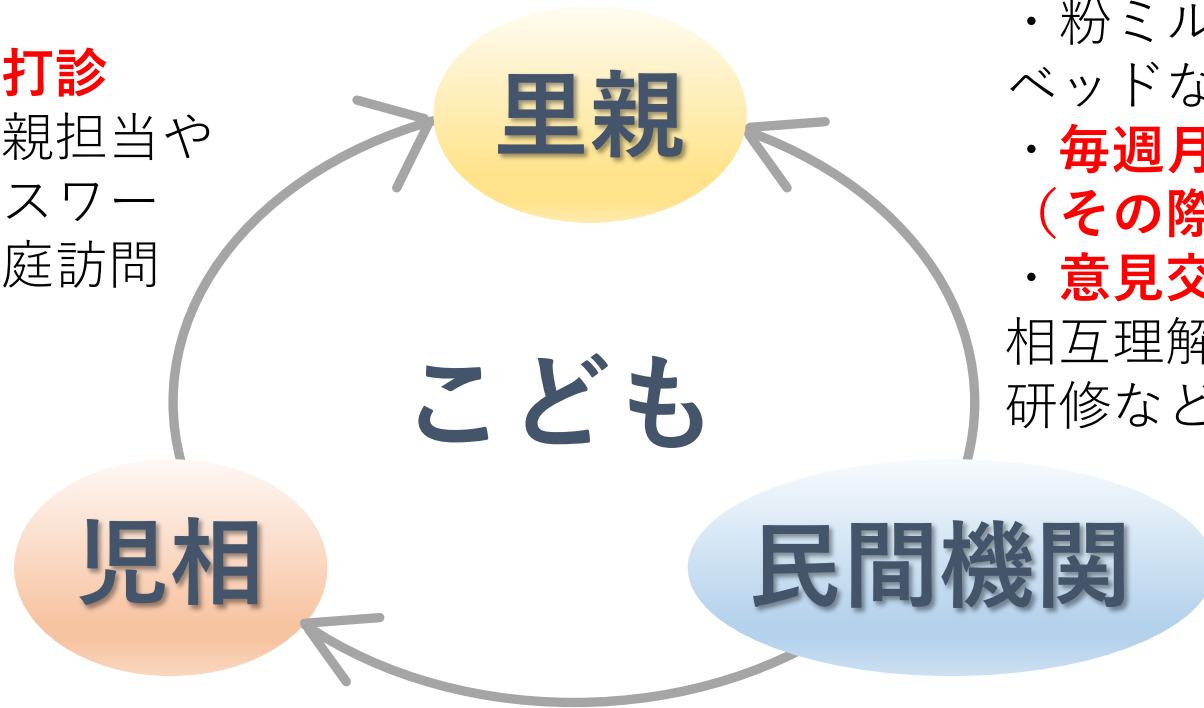 打診
親担当や
スワー
庭訪問
里親
・粉ミル
ベッドな
・毎週月
（その際
・意見交
相互理解
研修など
こども
児相
民間機関